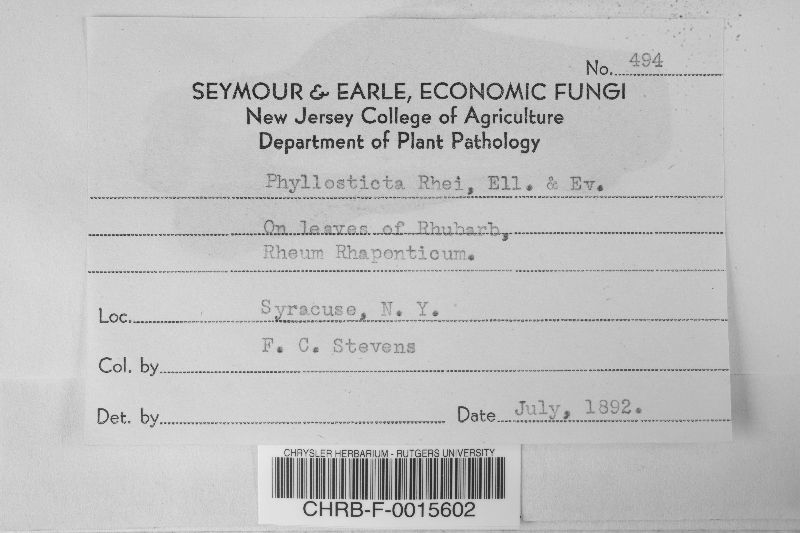 No. 494
SEYMOUR & EARLE, ECONOMIC FUNGI
New Jersey College of Agriculture
Department of Plant Pathology
Phyllosticta Rhei, Ell. & Ev.
On leaves of Rhubarb,
Rheum Rhaponticum.
Loc. Syracuse, N. Y.
F. C. Stevens
Col. by
Det. by Date July, 1892.
CHRYSLER HERBARIUM - RUTGERS UNIVERSITY
CHRB-F-0015602